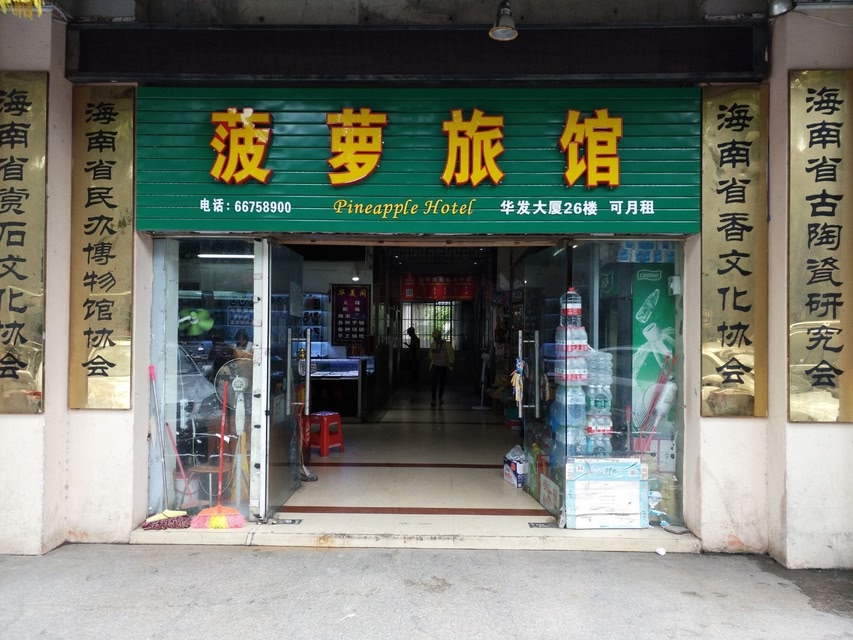 海南省赏石文化协会
海南省民办博物馆协会
菠萝旅馆
电话：66758900
Pineapple Hotel
华发大厦26楼 可月租
海南省香文化协会
海南省古陶瓷研究会